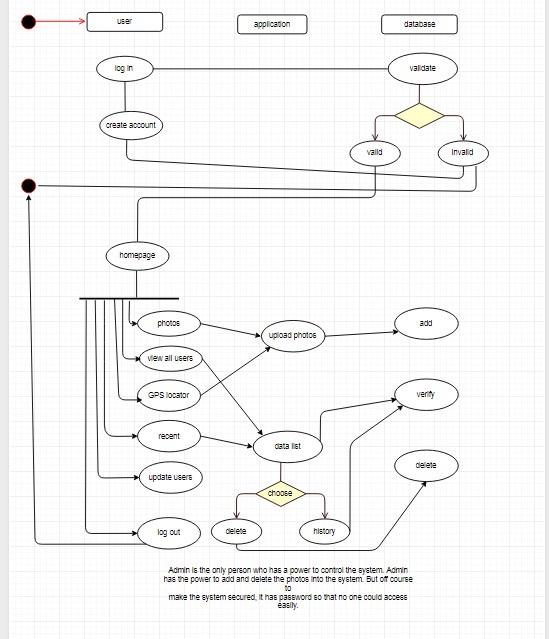 user
application
database
log in
validate
create account
valid
invalid
homepage
photos
upload photos
add
view all users
GPS locator
verify
recent
data list
delete
update users
choose
log out
delete
history
Admin is the only person who has a power to control the system. Admin
has the power to add and delete the photos into the system. But off course
to
make the system secured, it has password so that no one could access
easily.